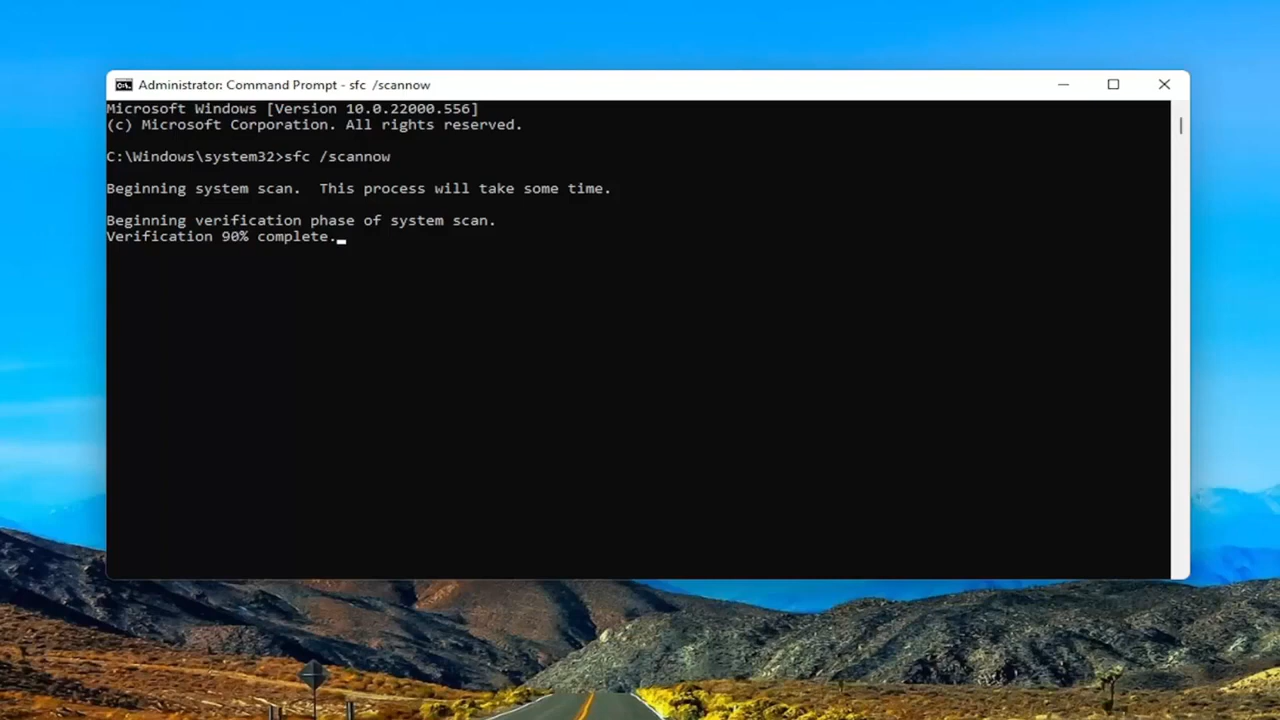 Administrator: Command Prompt - sfc /scannow
Microsoft Windows [Version 10.0.22000.556]
(c) Microsoft Corporation. All rights reserved.
C:\Windows\system32>sfc /scannow
Beginning system scan.  This process will take some time.
Beginning verification phase of system scan.
Verification 90% complete.